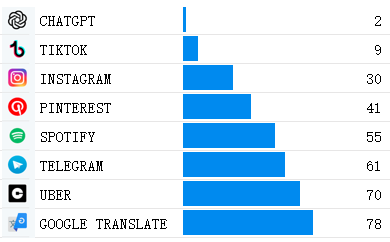 CHATGPT 2
TIKTOK 9
INSTAGRAM 30
PINTEREST 41
SPOTIFY 55
TELEGRAM 61
UBER 70
GOOGLE TRANSLATE 78